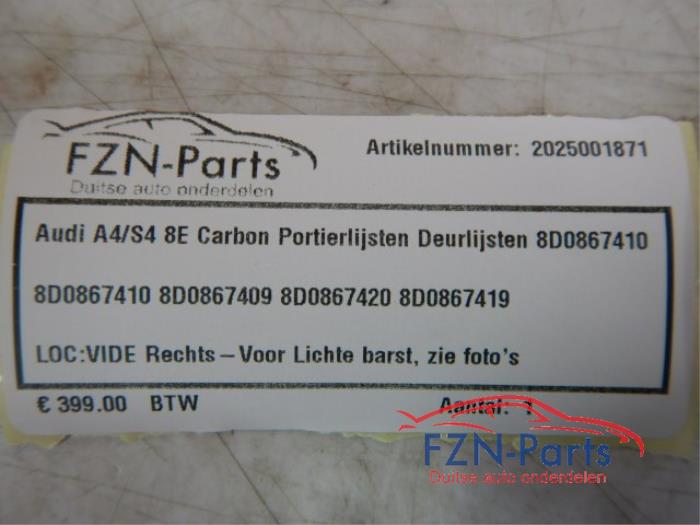 FZN-Parts
Duitse auto onderdelen
Artikelnummer: 2025001871
Audi A4/S4 8E Carbon Portierlijsten Deurlijsten 8D0867410
8D0867410 8D0867409 8D0867420 8D0867419
LOC:VIDE Rechts-Voor Lichte barst, zie foto's
€ 399.00 BTW
Aantal: 1
FZN-Parts
Duitse auto onderdelen